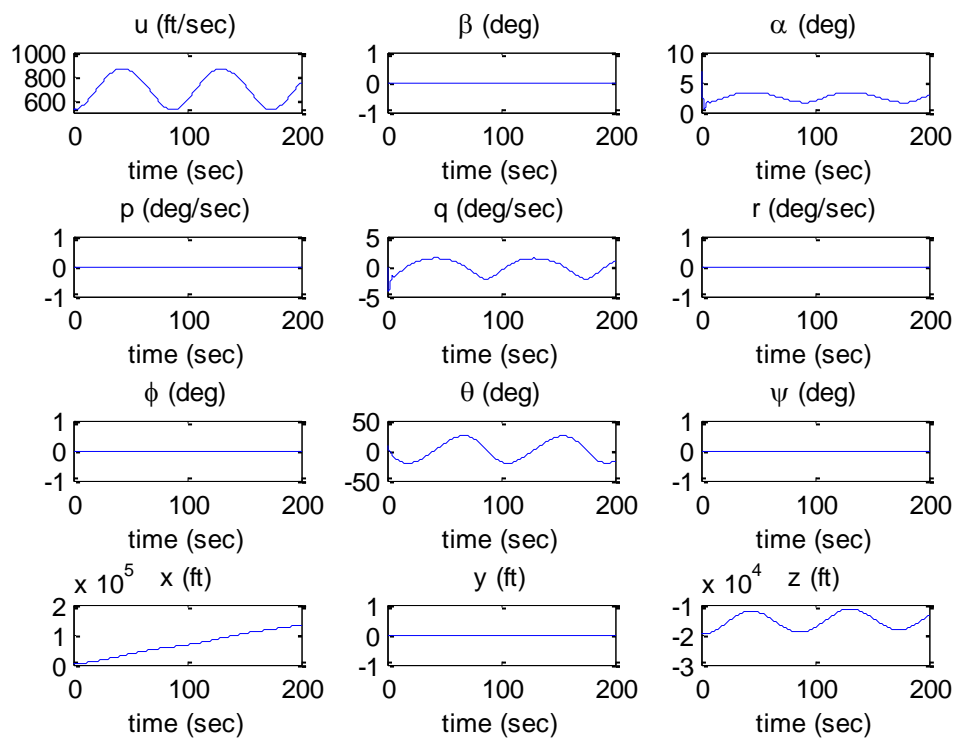 u (ft/sec)
1000
800
600
0 100 200
time (sec)
β (deg)
1
0
-1
0 100 200
time (sec)
α (deg)
10
5
0
0 100 200
time (sec)
p (deg/sec)
1
0
-1
0 100 200
time (sec)
q (deg/sec)
5
0
-5
0 100 200
time (sec)
r (deg/sec)
1
0
-1
0 100 200
time (sec)
ϕ (deg)
1
0
-1
0 100 200
time (sec)
θ (deg)
50
0
-50
0 100 200
time (sec)
ψ (deg)
1
0
-1
0 100 200
time (sec)
x 10^5 x (ft)
2
1
0
0 100 200
time (sec)
y (ft)
1
0
-1
0 100 200
time (sec)
x 10^4 z (ft)
-1
-2
-3
0 100 200
time (sec)